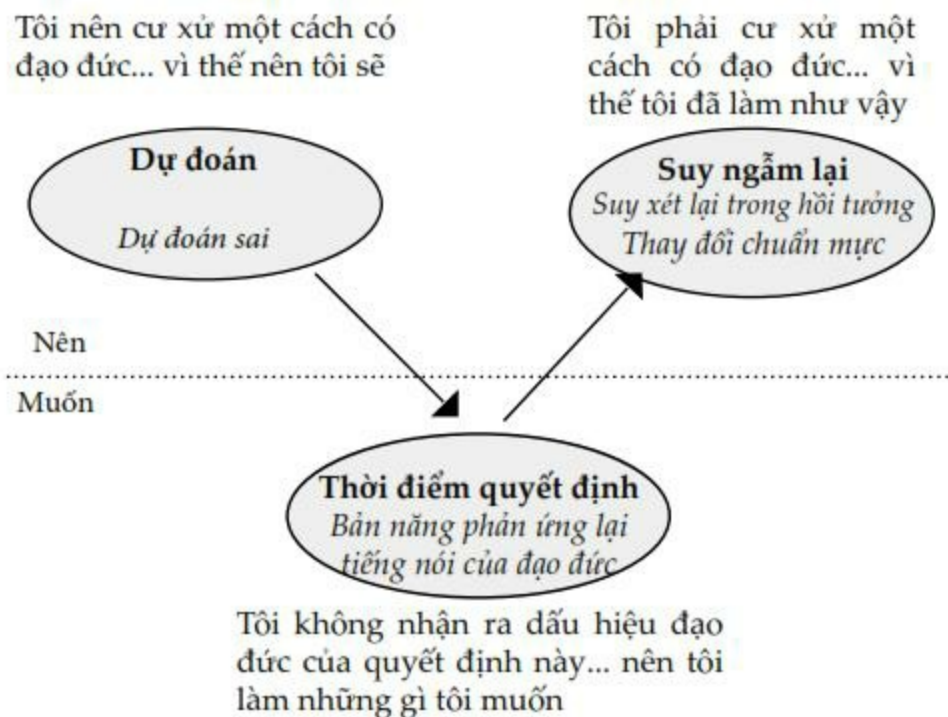 Tôi nên cư xử một cách có
đạo đức... vì thế nên tôi sẽ
Tôi phải cư xử một
cách có đạo đức... vì
thế tôi đã làm như vậy
Dự đoán
Dự đoán sai
Suy ngẫm lại
Suy xét lại trong hồi tưởng
Thay đổi chuẩn mực
Nên
Muốn
Thời điểm quyết định
Bản năng phản ứng lại
tiếng nói của đạo đức
Tôi không nhận ra dấu hiệu đạo
đức của quyết định này... nên tôi
làm những gì tôi muốn